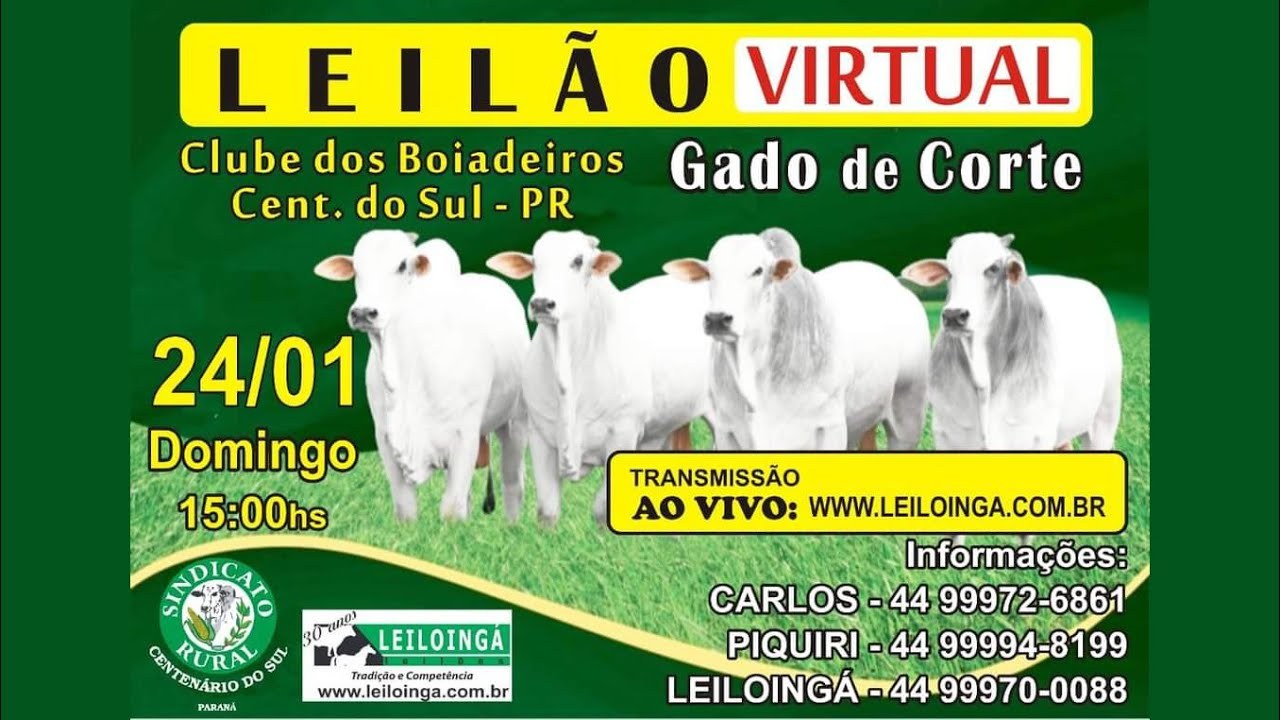 LEILÃO VIRTUAL
Clube dos Boiadeiros
Cent. do Sul - PR
Gado de Corte
24/01
Domingo
15:00hs
TRANSMISSÃO
AO VIVO: WWW.LEILOINGA.COM.BR
Informações:
CARLOS - 44 99972-6861
PIQUIRI - 44 99994-8199
LEILOINGÁ - 44 99970-0088
SINDICATO
RURAL
CENTENÁRIO DO SUL
PARANÁ
30 anos
LEILOINGÁ
leilões
Tradição e Competência
www.leiloinga.com.br